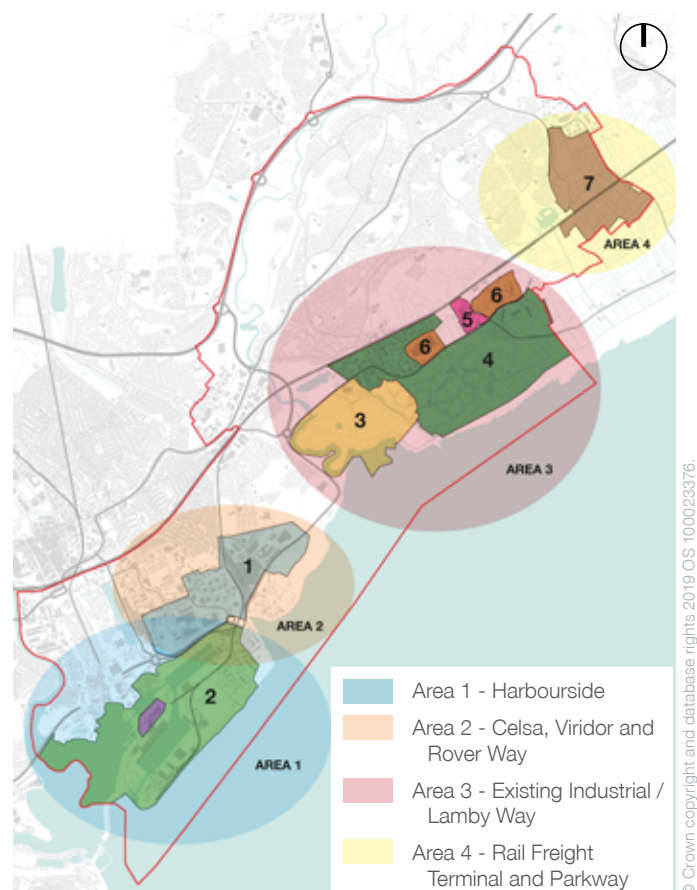 7
AREA 4
6
5
6
4
3
AREA 3
1
AREA 2
2
AREA 1
Area 1 - Harbourside
Area 2 - Celsa, Viridor and
Rover Way
Area 3 - Existing Industrial /
Lamby Way
Area 4 - Rail Freight
Terminal and Parkway
© Crown copyright and database rights 2019 OS 100023376.